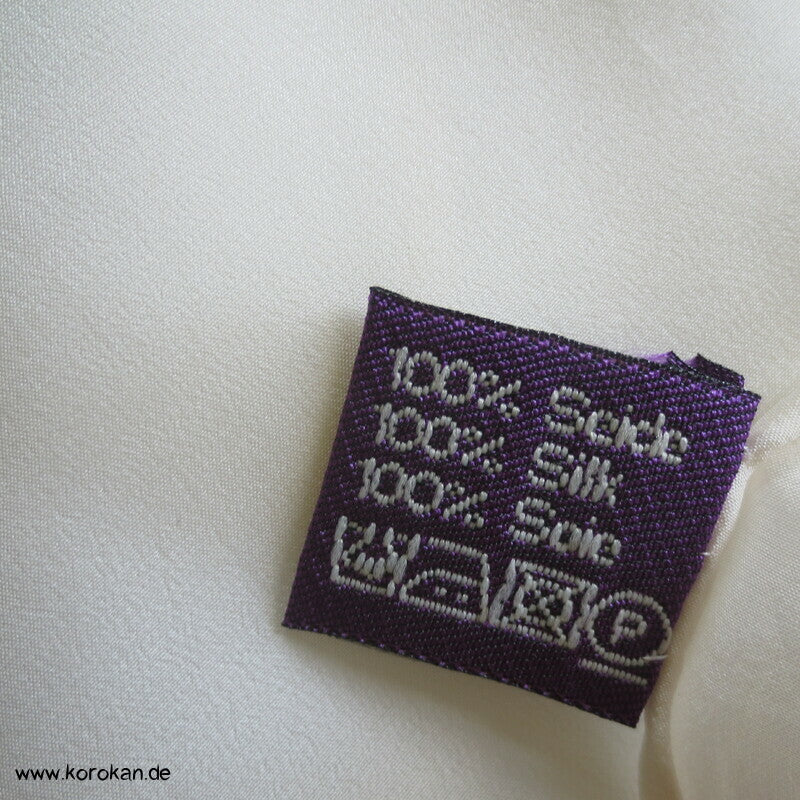 100% Seide
100% Silk
100% Soie
P
www.korokan.de